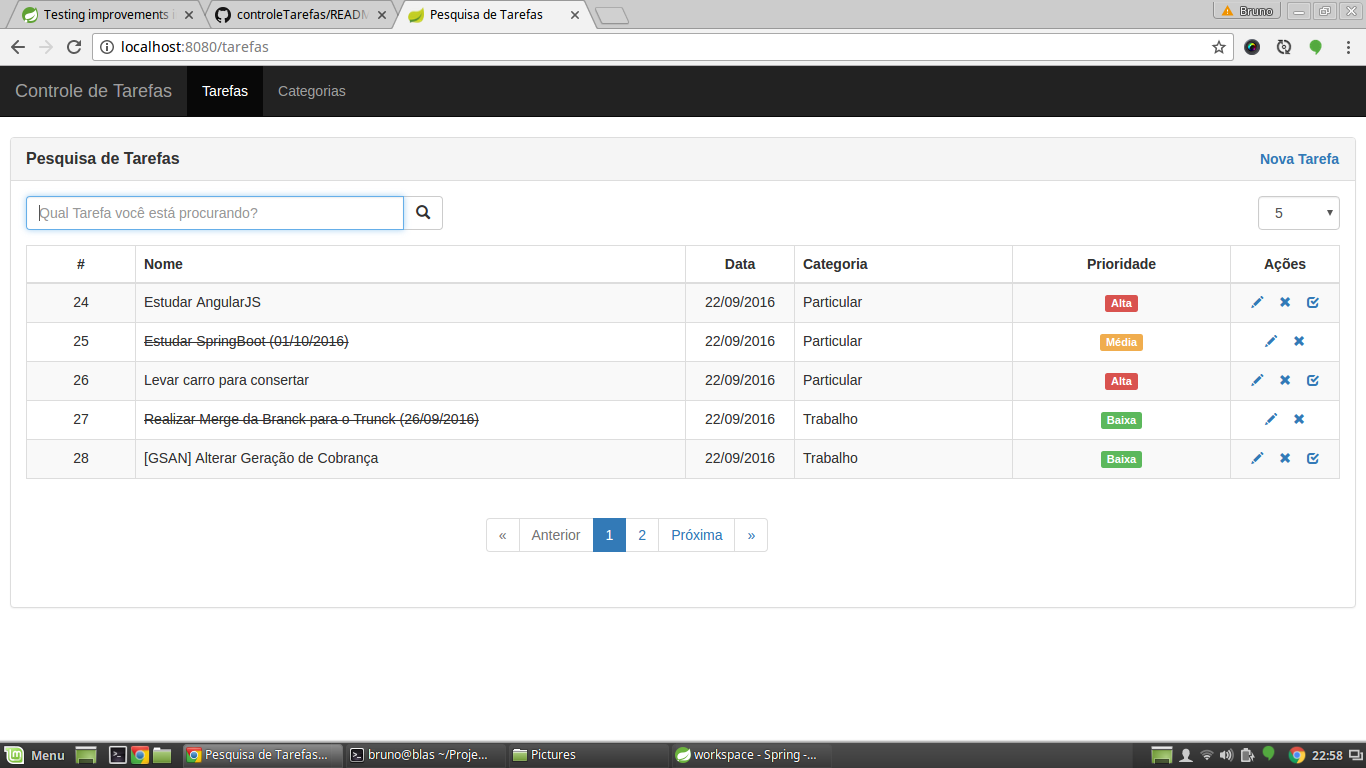 Testing improvements i
controleTarefas/READM
Pesquisa de Tarefas
Bruno
localhost:8080/tarefas
Controle de Tarefas Tarefas Categorias
Pesquisa de Tarefas Nova Tarefa
Qual Tarefa você está procurando? 5
# Nome Data Categoria Prioridade Ações
24 Estudar AngularJS 22/09/2016 Particular Alta
25 Estudar SpringBoot (01/10/2016) 22/09/2016 Particular Média
26 Levar carro para consertar 22/09/2016 Particular Alta
27 Realizar Merge da Branck para o Trunck (26/09/2016) 22/09/2016 Trabalho Baixa
28 [GSAN] Alterar Geração de Cobrança 22/09/2016 Trabalho Baixa
« Anterior 1 2 Próxima »
Menu Pesquisa de Tarefas... bruno@blas ~/Proje... Pictures workspace - Spring -... 22:58